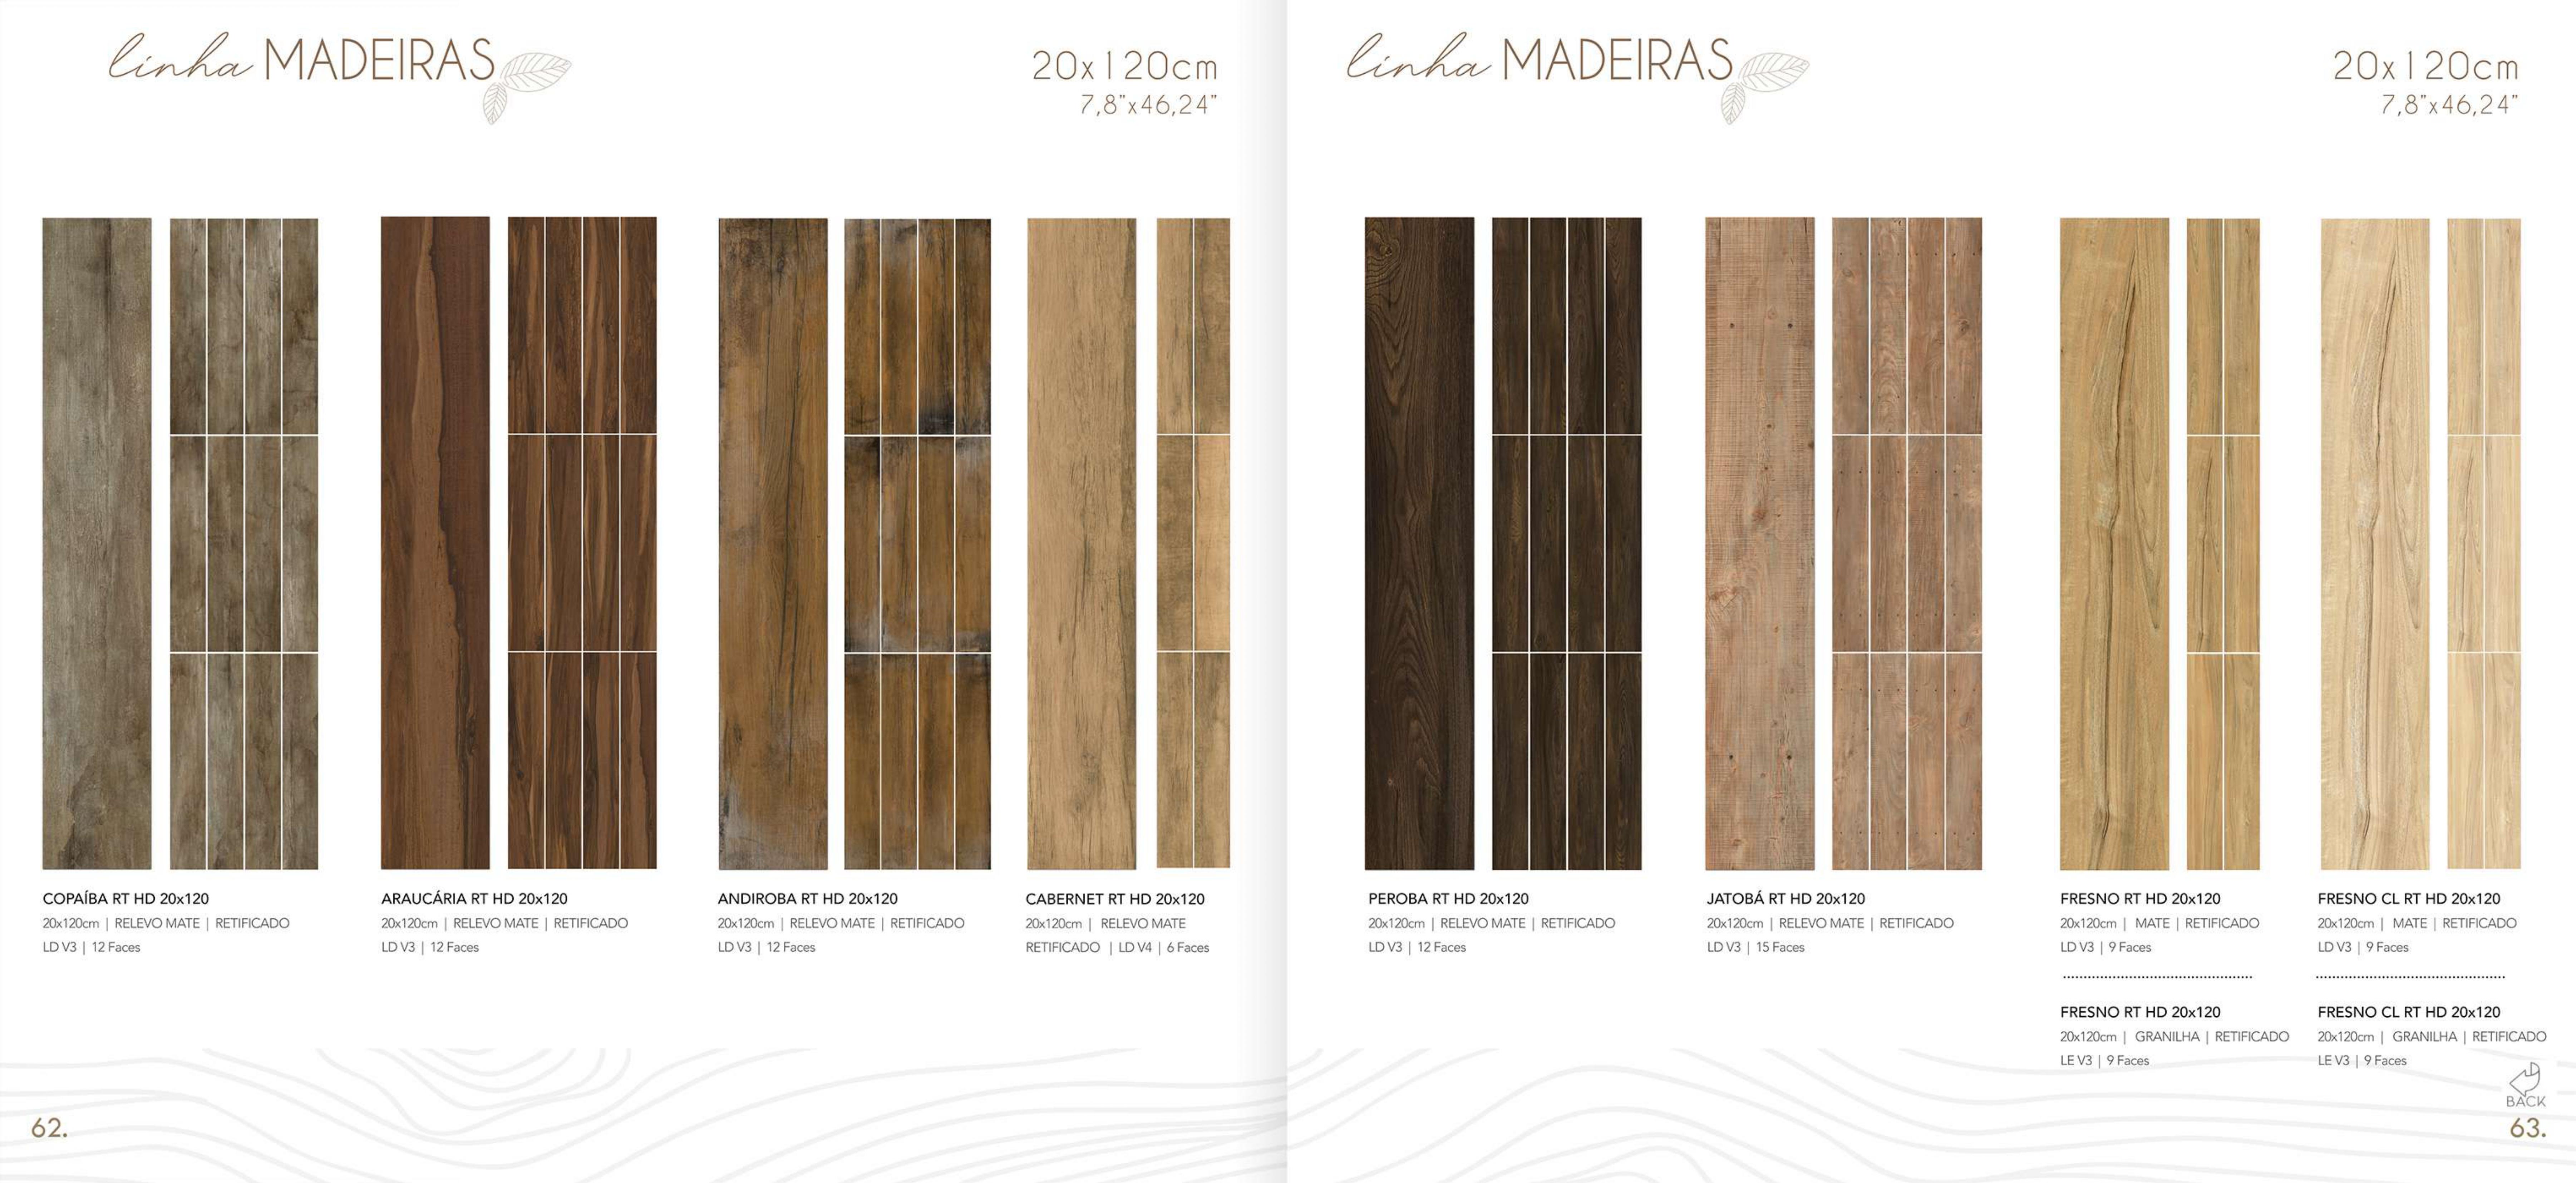 linha MADEIRAS
20x120cm
7,8"x46,24"
COPAÍBA RT HD 20x120
20x120cm | RELEVO MATE | RETIFICADO
LD V3 | 12 Faces
ARAUCÁRIA RT HD 20x120
20x120cm | RELEVO MATE | RETIFICADO
LD V3 | 12 Faces
ANDIROBA RT HD 20x120
20x120cm | RELEVO MATE | RETIFICADO
LD V3 | 12 Faces
CABERNET RT HD 20x120
20x120cm | RELEVO MATE
RETIFICADO | LD V4 | 6 Faces
62.
linha MADEIRAS
20x120cm
7,8"x46,24"
PEROBA RT HD 20x120
20x120cm | RELEVO MATE | RETIFICADO
LD V3 | 12 Faces
JATOBÁ RT HD 20x120
20x120cm | RELEVO MATE | RETIFICADO
LD V3 | 15 Faces
FRESNO RT HD 20x120
20x120cm | MATE | RETIFICADO
LD V3 | 9 Faces
FRESNO RT HD 20x120
20x120cm | GRANILHA | RETIFICADO
LE V3 | 9 Faces
FRESNO CL RT HD 20x120
20x120cm | MATE | RETIFICADO
LD V3 | 9 Faces
FRESNO CL RT HD 20x120
20x120cm | GRANILHA | RETIFICADO
LE V3 | 9 Faces
BACK
63.